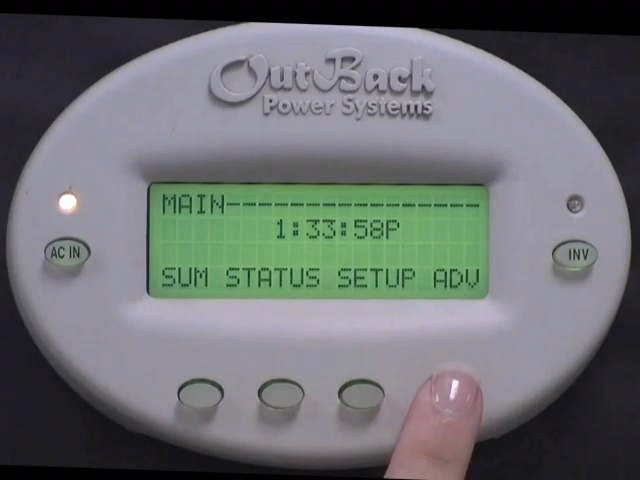 OutBack
Power Systems
MAIN----------------
1:33:58P
AC IN
INV
SUM STATUS SETUP ADV